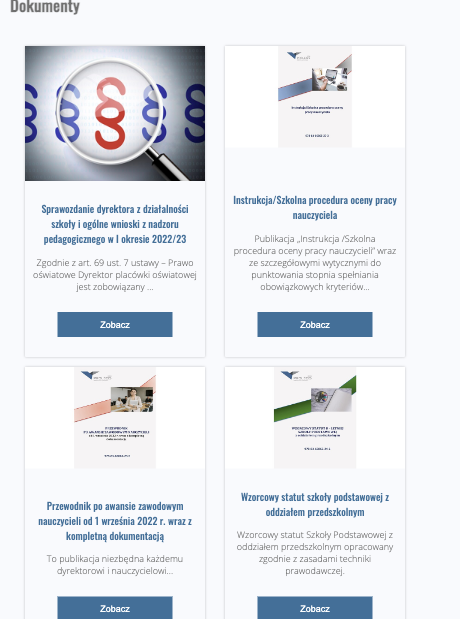 Dokumenty
Sprawozdanie dyrektora z działalności
szkoły i ogólne wnioski z nadzoru
pedagogicznego w I okresie 2022/23
Zgodnie z art. 69 ust. 7 ustawy – Prawo
oświatowe Dyrektor placówki oświatowej
jest zobowiązany ...
Zobacz
Instrukcja/Szkolna procedura oceny pracy
nauczyciela
Publikacja „Instrukcja /Szkolna
procedura oceny pracy nauczycieli” wraz
ze szczegółowymi wytycznymi do
punktowania stopnia spełniania
obowiązkowych kryteriów...
Zobacz
Przewodnik po awansie zawodowym
nauczycieli od 1 września 2022 r. wraz z
kompletną dokumentacją
To publikacja niezbędna każdemu
dyrektorowi i nauczycielowi...
Zobacz
Wzorcowy statut szkoły podstawowej z
oddziałem przedszkolnym
Wzorcowy statut Szkoły Podstawowej z
oddziałem przedszkolnym opracowany
zgodnie z zasadami techniki
prawodawczej.
Zobacz